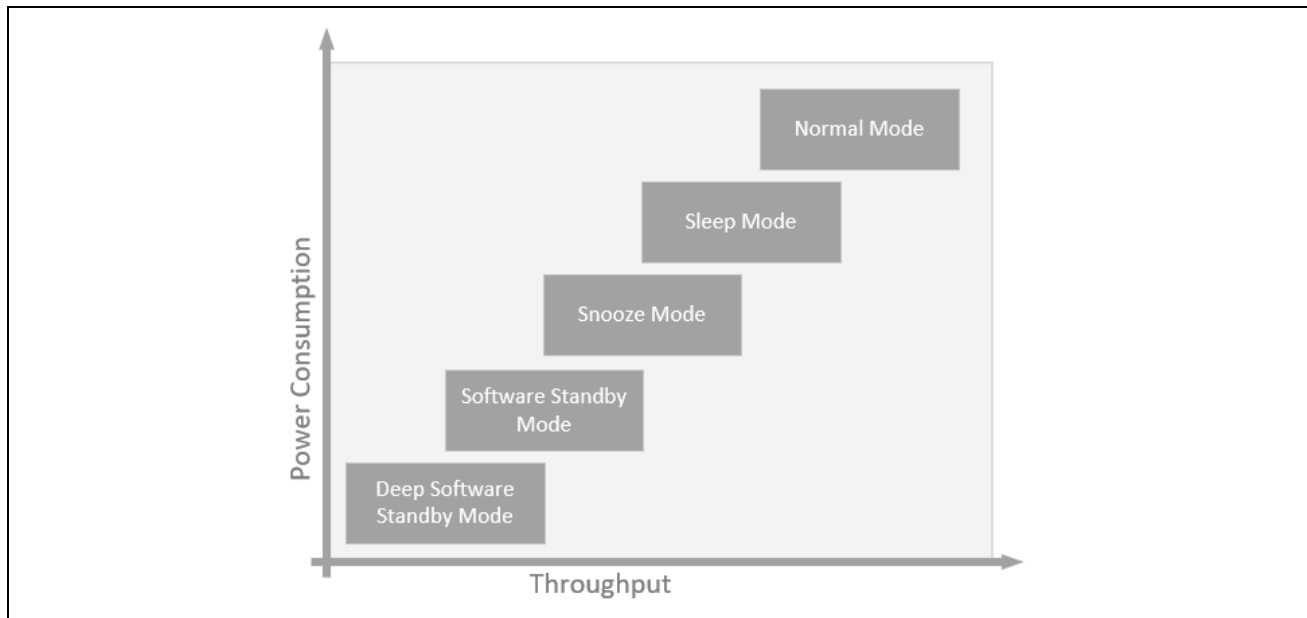 Normal Mode
Sleep Mode
Snooze Mode
Software Standby
Mode
Deep Software
Standby Mode
Power Consumption
Throughput